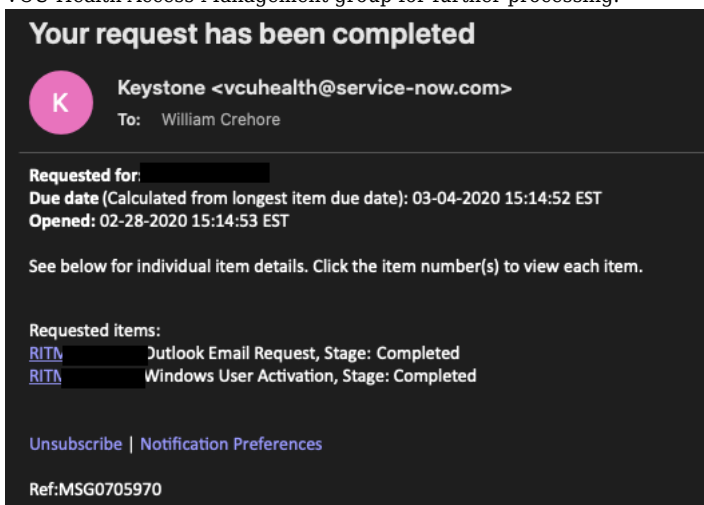 VCU Health Access Management group for further processing.
Your request has been completed
K
Keystone <vcuhealth@service-now.com>
To: William Crehore
Requested for:
Due date (Calculated from longest item due date): 03-04-2020 15:14:52 EST
Opened: 02-28-2020 15:14:53 EST
See below for individual item details. Click the item number(s) to view each item.
Requested items:
RITM Outlook Email Request, Stage: Completed
RITM Windows User Activation, Stage: Completed
Unsubscribe | Notification Preferences
Ref:MSG0705970